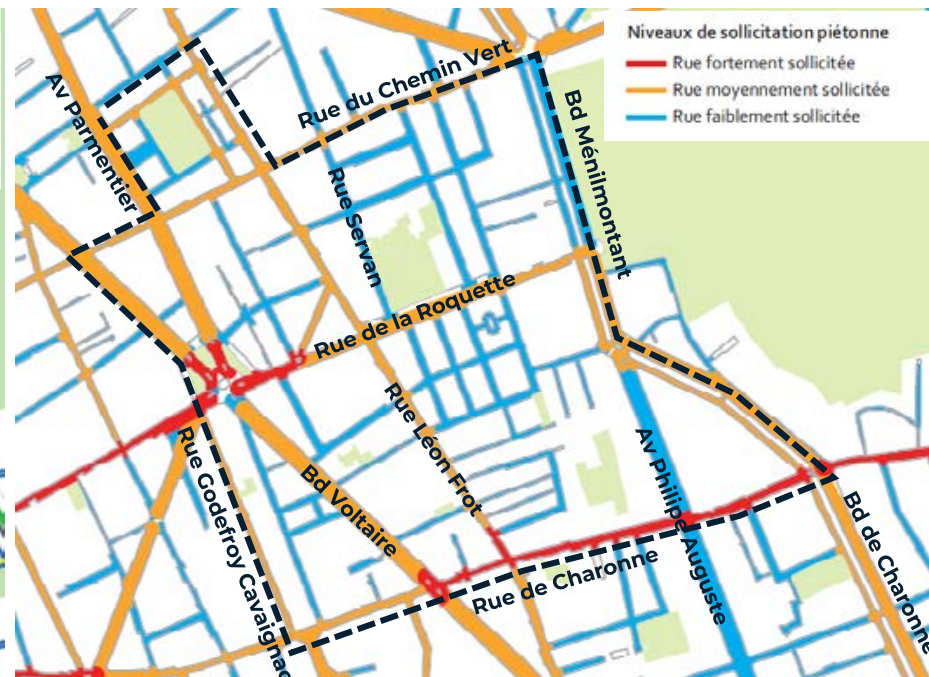 Niveaux de sollicitation piétonne
Rue fortement sollicitée
Rue moyennement sollicitée
Rue faiblement sollicitée
Av Parmentier
Rue du Chemin Vert
Bd Ménilmontant
Rue Servan
Rue de la Roquette
Rue Léon Frot
Rue Godefroy Cavaignac
Bd Voltaire
Av Philipe Auguste
Rue de Charonne
Bd de Charonne